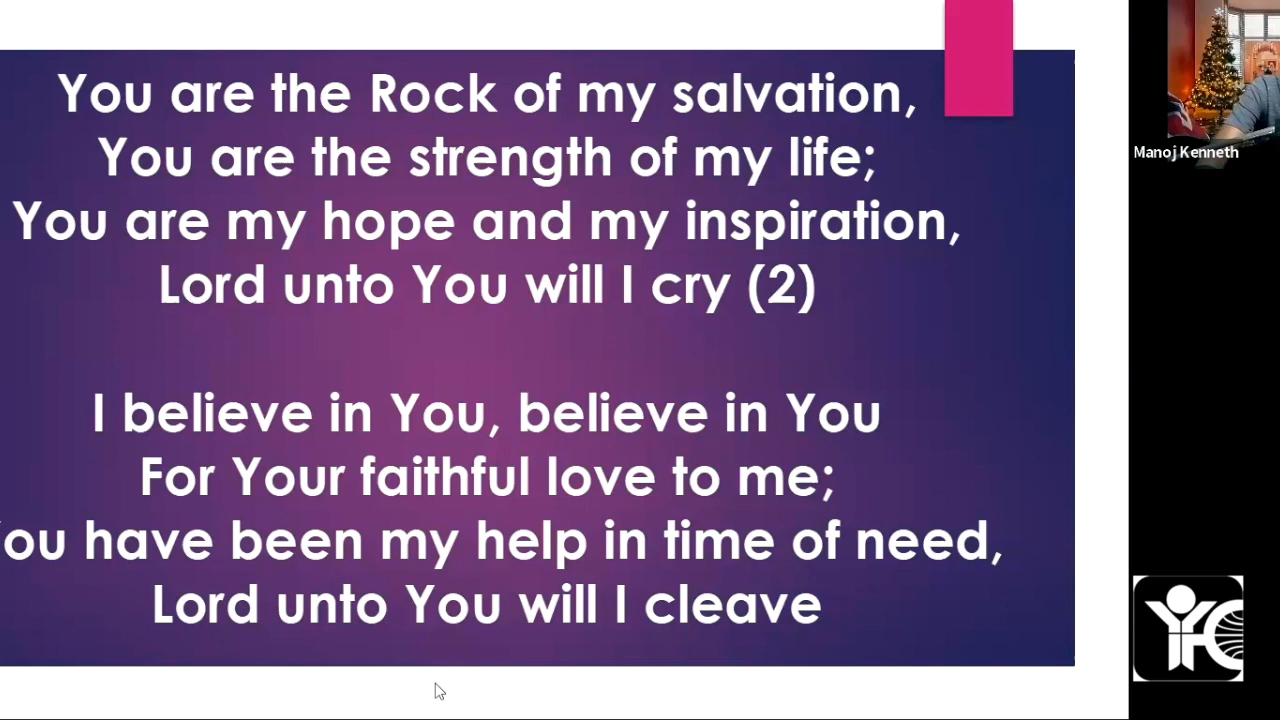 You are the Rock of my salvation,
You are the strength of my life;
You are my hope and my inspiration,
Lord unto You will I cry (2)
I believe in You, believe in You
For Your faithful love to me;
You have been my help in time of need,
Lord unto You will I cleave
Manoj Kenneth
YFC